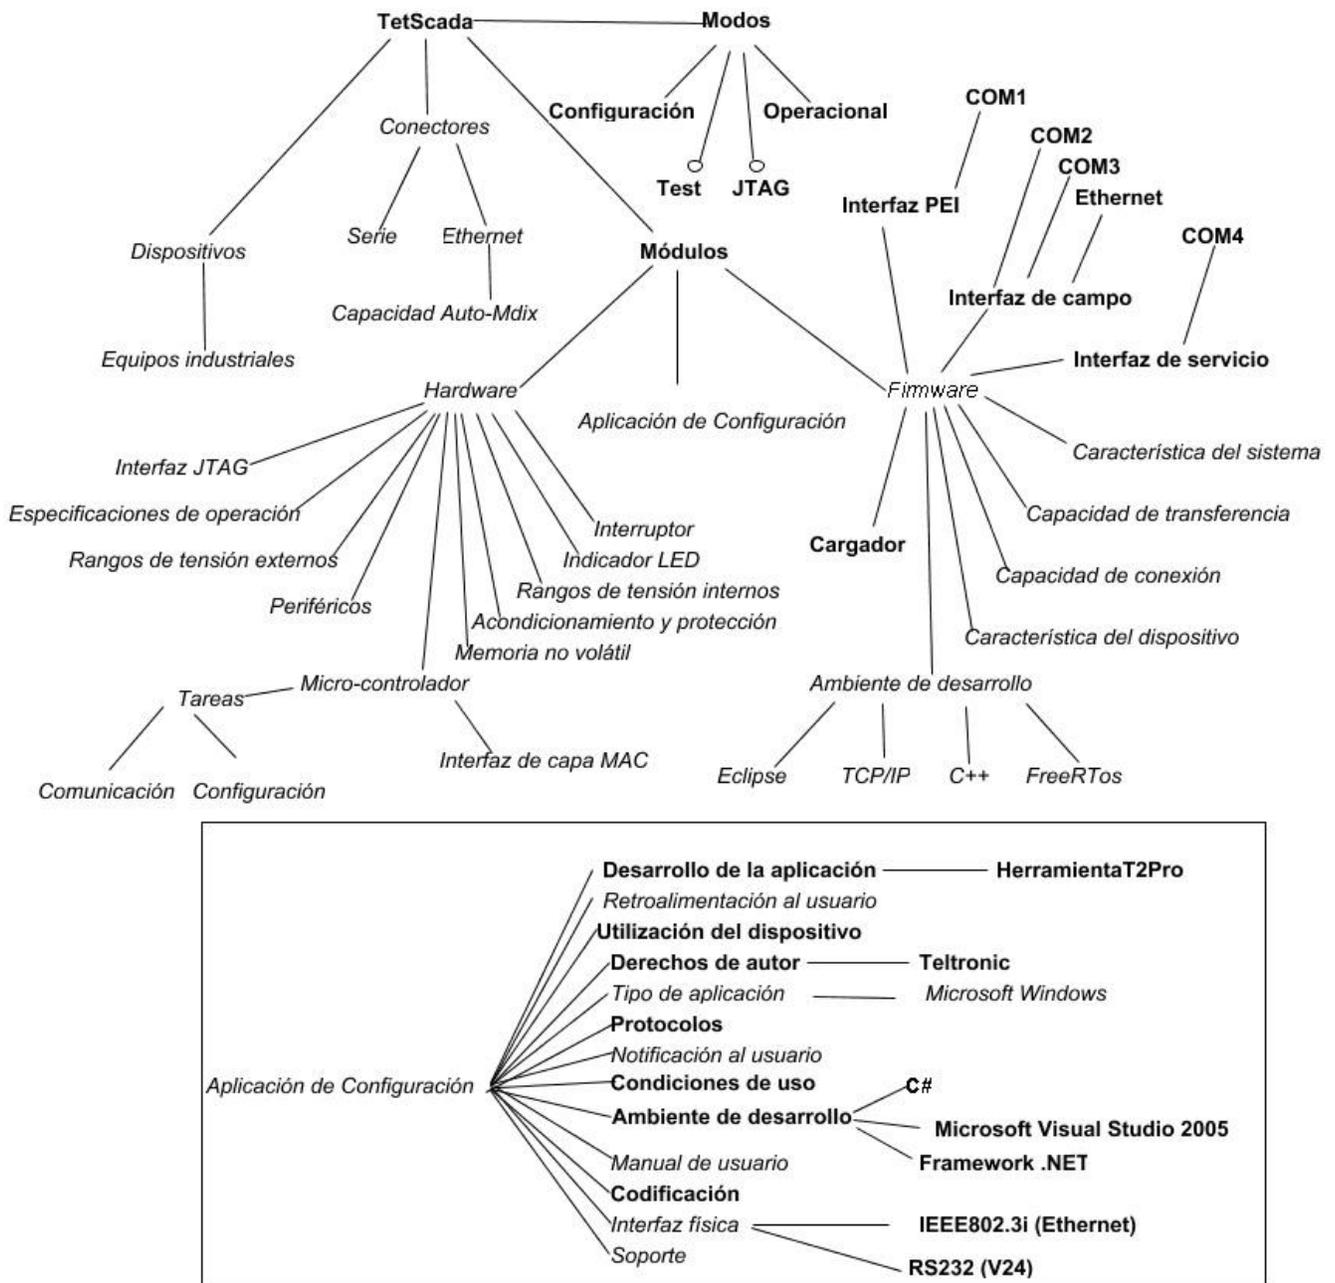 TetScada
Modos
Configuración
Operacional
COM1
Conectores
COM2
COM3
Test
JTAG
Ethernet
Interfaz PEI
Serie
Ethernet
COM4
Dispositivos
Módulos
Interfaz de campo
Capacidad Auto-Mdix
Equipos industriales
Interfaz de servicio
Hardware
Firmware
Aplicación de Configuración
Característica del sistema
Interfaz JTAG
Especificaciones de operación
Capacidad de transferencia
Interruptor
Cargador
Rangos de tensión externos
Indicador LED
Capacidad de conexión
Rangos de tensión internos
Periféricos
Acondicionamiento y protección
Característica del dispositivo
Memoria no volátil
Micro-controlador
Ambiente de desarrollo
Tareas
Interfaz de capa MAC
Eclipse
TCP/IP
C++
FreeRTos
Comunicación
Configuración
Desarrollo de la aplicación
HerramientaT2Pro
Retroalimentación al usuario
Utilización del dispositivo
Derechos de autor
Teltronic
Tipo de aplicación
Microsoft Windows
Protocolos
Notificación al usuario
Aplicación de Configuración
Condiciones de uso
C#
Ambiente de desarrollo
Microsoft Visual Studio 2005
Framework .NET
Manual de usuario
Codificación
Interfaz física
IEEE802.3i (Ethernet)
Soporte
RS232 (V24)